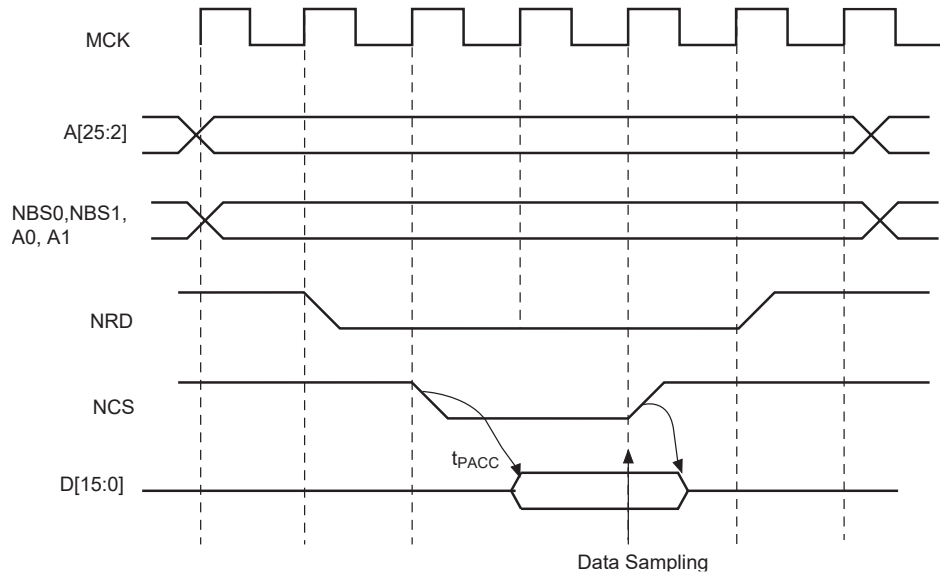 MCK
A[25:2]
NBS0,NBS1,
A0, A1
NRD
NCS
tPACC
D[15:0]
Data Sampling